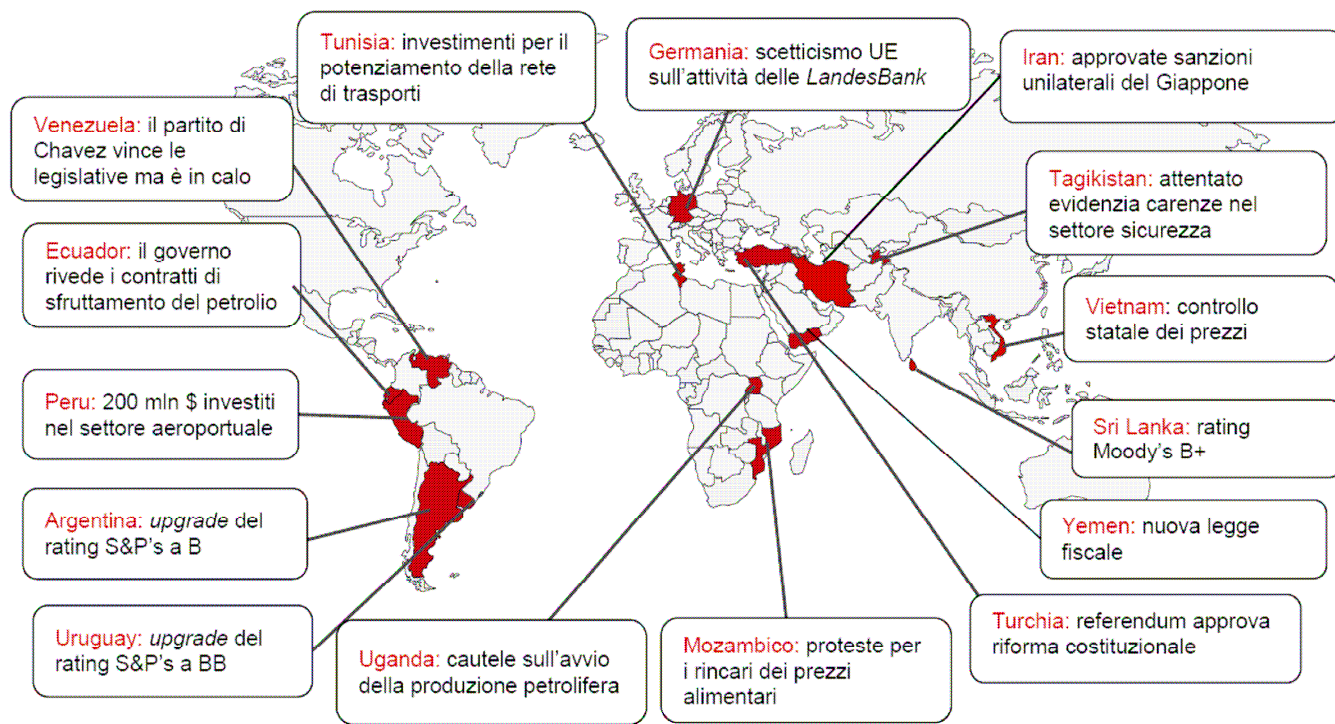 Tunisia: investimenti per il
potenziamento della rete
di trasporti
Germania: scetticismo UE
sull'attività delle LandesBank
Iran: approvate sanzioni
unilaterali del Giappone
Venezuela: il partito di
Chavez vince le
legislative ma è in calo
Tagikistan: attentato
evidenzia carenze nel
settore sicurezza
Ecuador: il governo
rivede i contratti di
sfruttamento del petrolio
Vietnam: controllo
statale dei prezzi
Peru: 200 mln $ investiti
nel settore aeroportuale
Sri Lanka: rating
Moody's B+
Argentina: upgrade del
rating S&P's a B
Yemen: nuova legge
fiscale
Uruguay: upgrade del
rating S&P's a BB
Uganda: cautele sull'avvio
della produzione petrolifera
Mozambico: proteste per
i rincari dei prezzi
alimentari
Turchia: referendum approva
riforma costituzionale